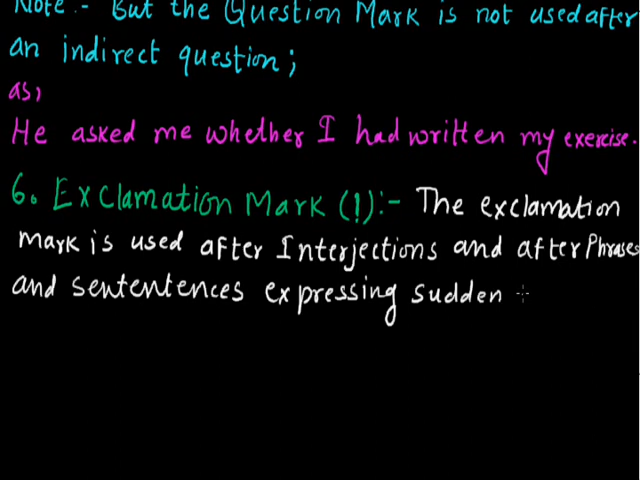 Note:- But the Question Mark is not used after
an indirect question;
as,
He asked me whether I had written my exercise.
6. Exclamation Mark (!):- The exclamation
mark is used after Interjections and after Phrases
and sententences expressing sudden